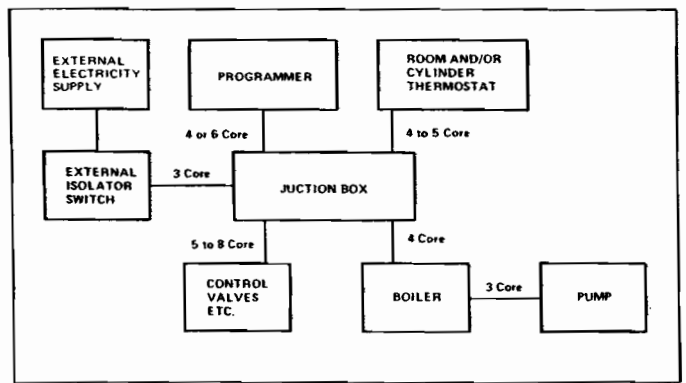 EXTERNAL
ELECTRICITY
SUPPLY
PROGRAMMER
ROOM AND/OR
CYLINDER
THERMOSTAT
4 or 6 Core
4 to 5 Core
EXTERNAL
ISOLATOR
SWITCH
3 Core
JUCTION BOX
5 to 8 Core
4 Core
CONTROL
VALVES
ETC.
BOILER
3 Core
PUMP